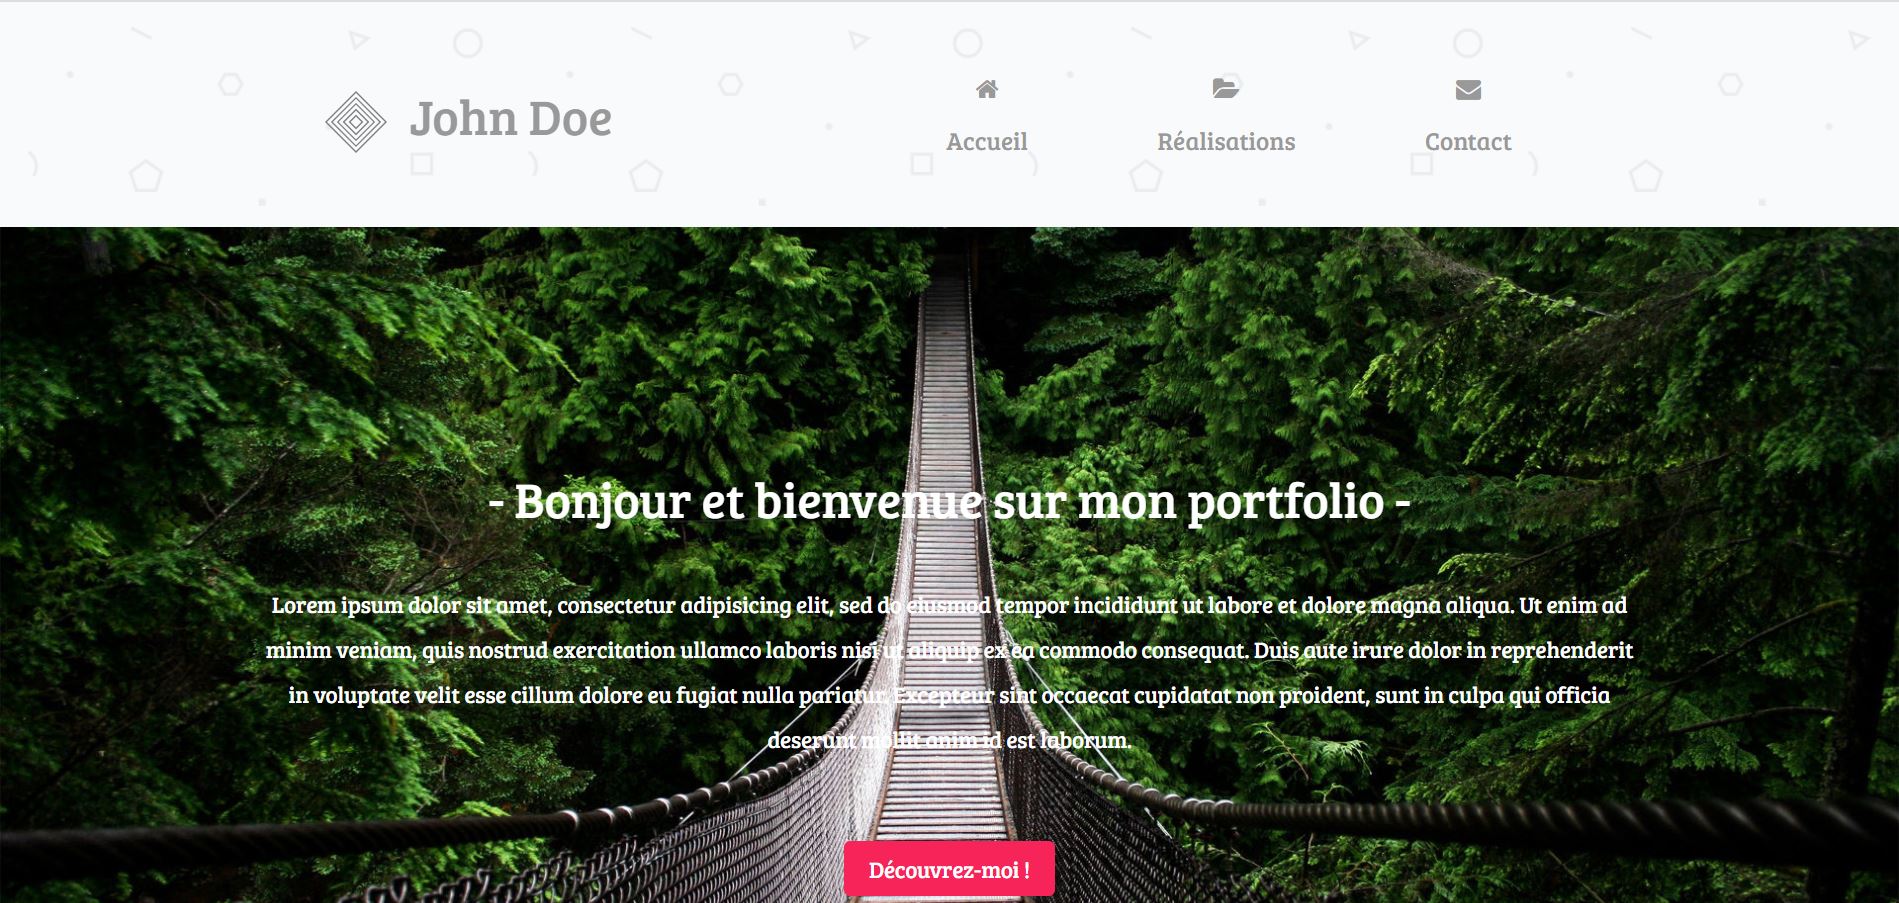 John Doe
Accueil
Réalisations
Contact
- Bonjour et bienvenue sur mon portfolio -
Lorem ipsum dolor sit amet, consectetur adipisicing elit, sed do eiusmod tempor incididunt ut labore et dolore magna aliqua. Ut enim ad
minim veniam, quis nostrud exercitation ullamco laboris nisi ut aliquip ex ea commodo consequat. Duis aute irure dolor in reprehenderit
in voluptate velit esse cillum dolore eu fugiat nulla pariatur. Excepteur sint occaecat cupidatat non proident, sunt in culpa qui officia
deserunt mollit anim id est laborum.
Découvrez-moi !